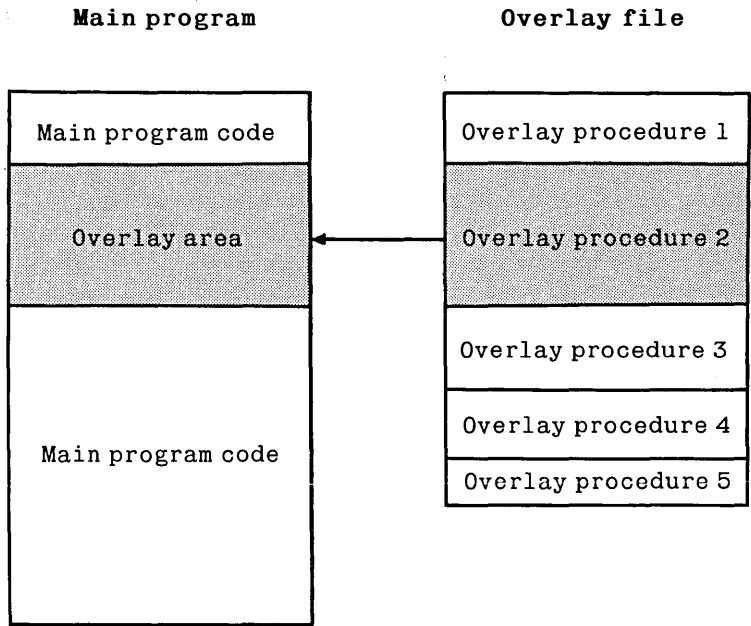 Main program
Overlay file
Main program code
Overlay area
Main program code
Overlay procedure 1
Overlay procedure 2
Overlay procedure 3
Overlay procedure 4
Overlay procedure 5